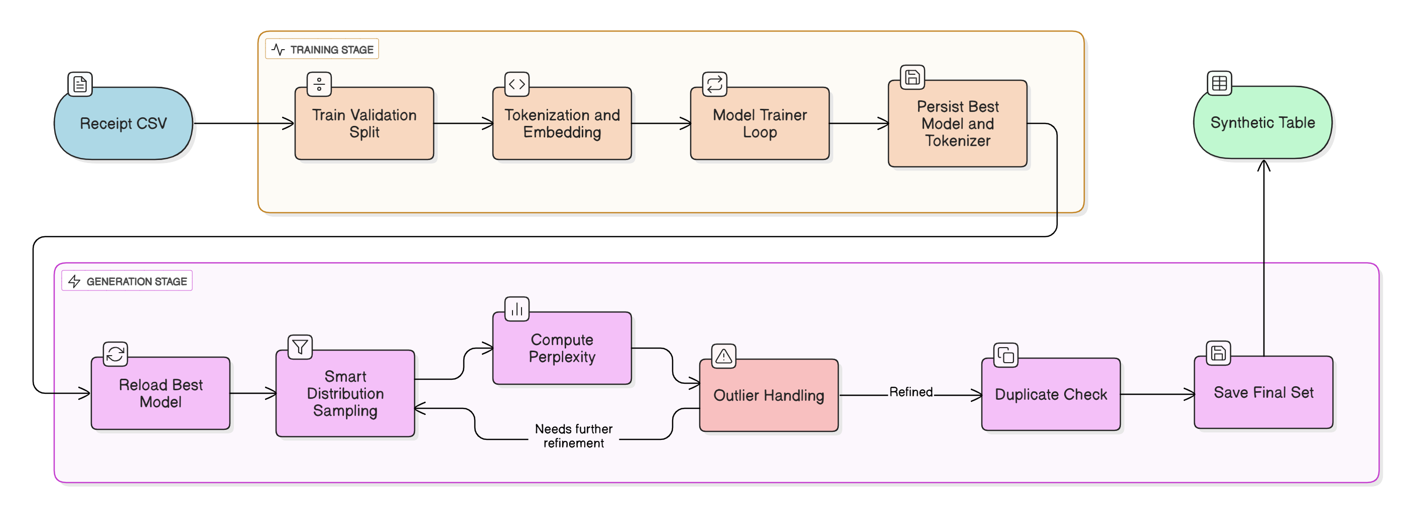 TRAINING STAGE
Receipt CSV
Train Validation
Split
Tokenization and
Embedding
Model Trainer
Loop
Persist Best
Model and
Tokenizer
Synthetic Table
GENERATION STAGE
Reload Best
Model
Smart
Distribution
Sampling
Compute
Perplexity
Needs further
refinement
Outlier Handling
Refined
Duplicate Check
Save Final Set